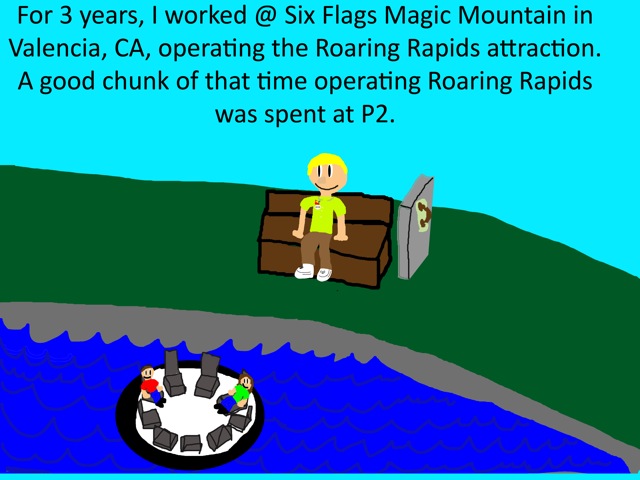 For 3 years, I worked @ Six Flags Magic Mountain in
Valencia, CA, operating the Roaring Rapids attraction.
A good chunk of that time operating Roaring Rapids
was spent at P2.